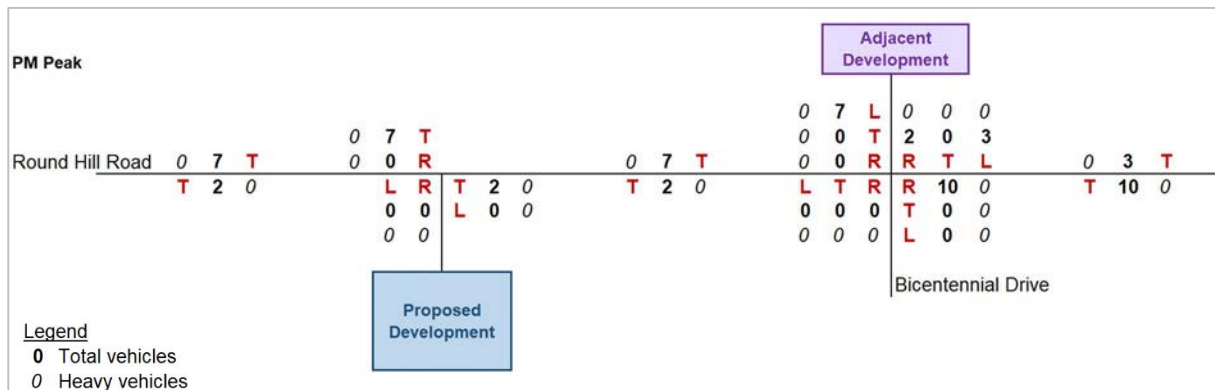 PM Peak
Adjacent
Development
0 7 L 0 0 0
0 7 T 0 0 T 2 0 3
Round Hill Road 0 7 T 0 0 R 0 7 T 0 0 R R T L 0 3 T
T 2 0 L R T 2 0 T 2 0 L T R R 10 0 T 10 0
0 0 L 0 0 0 0 0 T 0 0
0 0 0 0 0 L 0 0
Bicentennial Drive
Proposed
Development
Legend
0 Total vehicles
0 Heavy vehicles